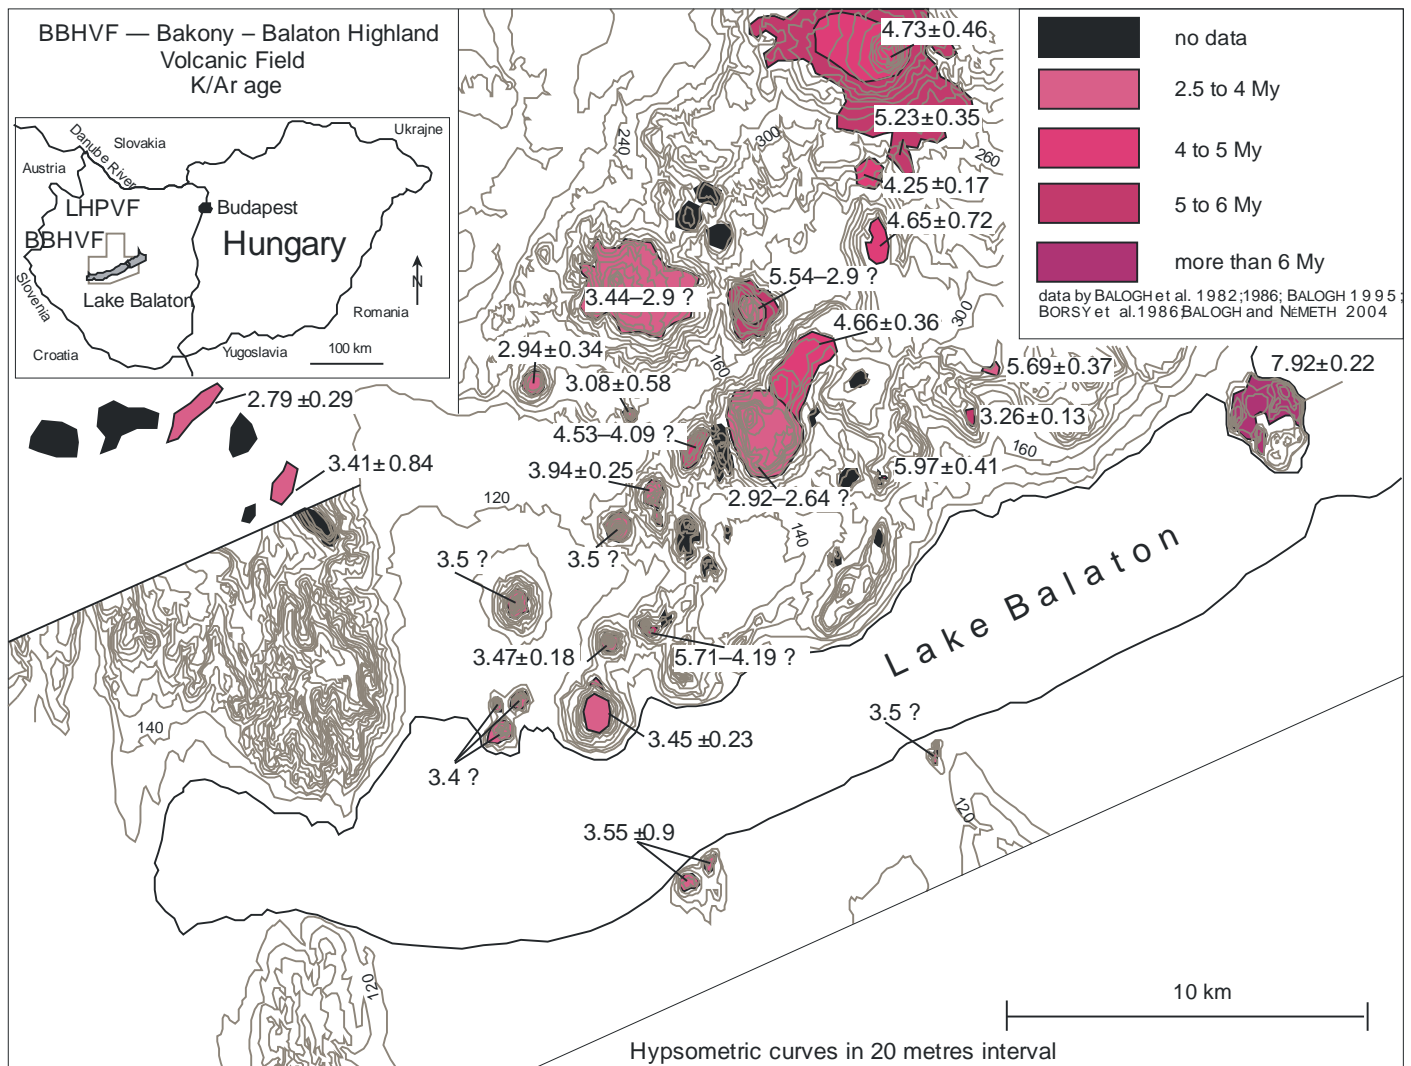 BBHVF — Bakony – Balaton Highland
Volcanic Field
K/Ar age
Slovakia
Ukrajne
Danube River
Austria
LHPVF
Budapest
BBHVF
Hungary
N
Lake Balaton
Slovenia
Romania
Croatia
Yugoslavia
100 km
no data
2.5 to 4 My
4 to 5 My
5 to 6 My
more than 6 My
data by BALOGH et al. 1982;1986; BALOGH 1995;
BORSY et al.1986;BALOGH and NEMETH 2004
4.73±0.46
5.23±0.35
300
240
260
4.25±0.17
4.65±0.72
5.54–2.9 ?
3.44–2.9 ?
4.66±0.36
300
2.94±0.34
160
5.69±0.37
7.92±0.22
3.08±0.58
2.79±0.29
3.26±0.13
4.53–4.09 ?
160
3.41±0.84
3.94±0.25
5.97±0.41
120
2.92–2.64 ?
140
3.5 ?
3.5 ?
Lake Balaton
3.47±0.18
5.71–4.19 ?
3.5 ?
140
3.45±0.23
3.4 ?
120
3.55±0.9
120
10 km
Hypsometric curves in 20 metres interval